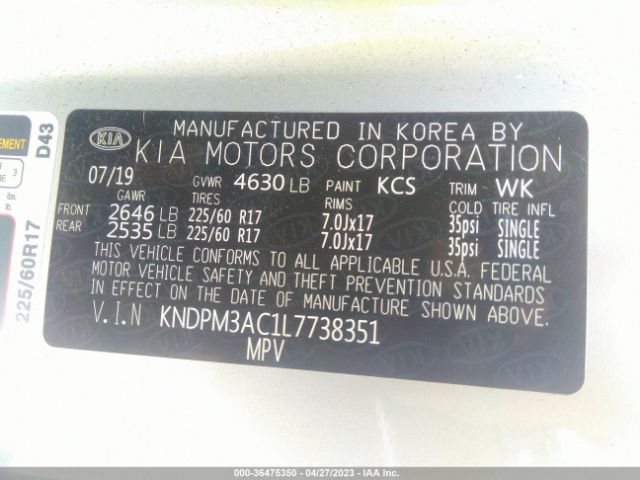 MANUFACTURED IN KOREA BY
KIA KIA MOTORS CORPORATION
07/19 GVWR 4630 LB PAINT KCS TRIM WK
GAWR TIRES RIMS COLD TIRE INFL
FRONT 2646 LB 225/60 R17 7.0Jx17 35psi SINGLE
REAR 2535 LB 225/60 R17 7.0Jx17 35psi SINGLE
THIS VEHICLE CONFORMS TO ALL APPLICABLE U.S.A. FEDERAL
MOTOR VEHICLE SAFETY AND THEFT PREVENTION STANDARDS
IN EFFECT ON THE DATE OF MANUFACTURE SHOWN ABOVE.
V.I.N KNDPM3AC1L7738351
MPV
D43
3
lbs.
lb.
225/60R17
000-36475350 - 04/27/2023 - IAA Inc.